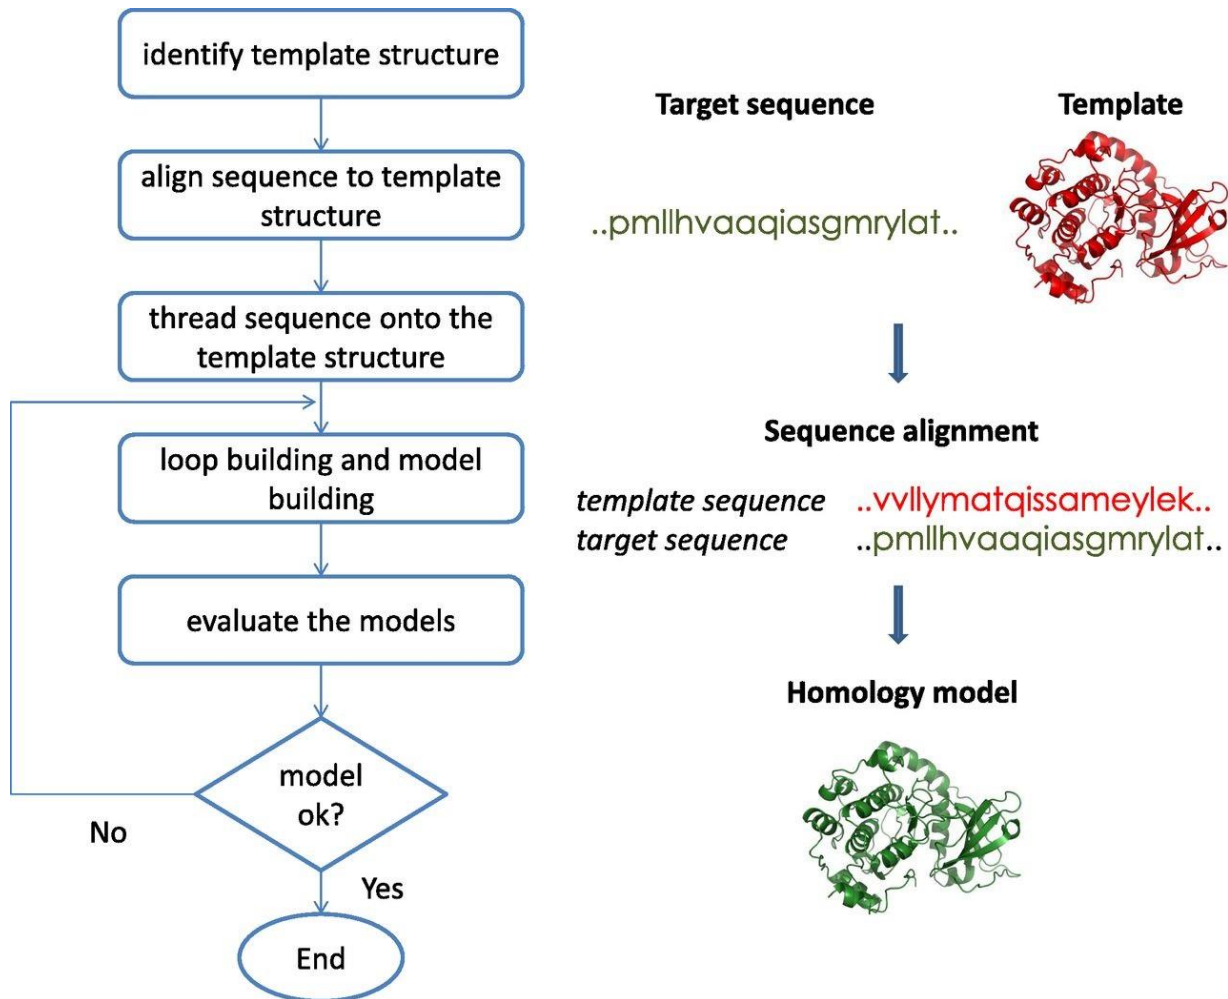 identify template structure
align sequence to template
structure
thread sequence onto the
template structure
loop building and model
building
evaluate the models
model
ok?
No
Yes
End
Target sequence
Template
..pmllhvaaqiasgmrylat..
Sequence alignment
template sequence ..vvllymatqissameylek..
target sequence ..pmllhvaaqiasgmrylat..
Homology model